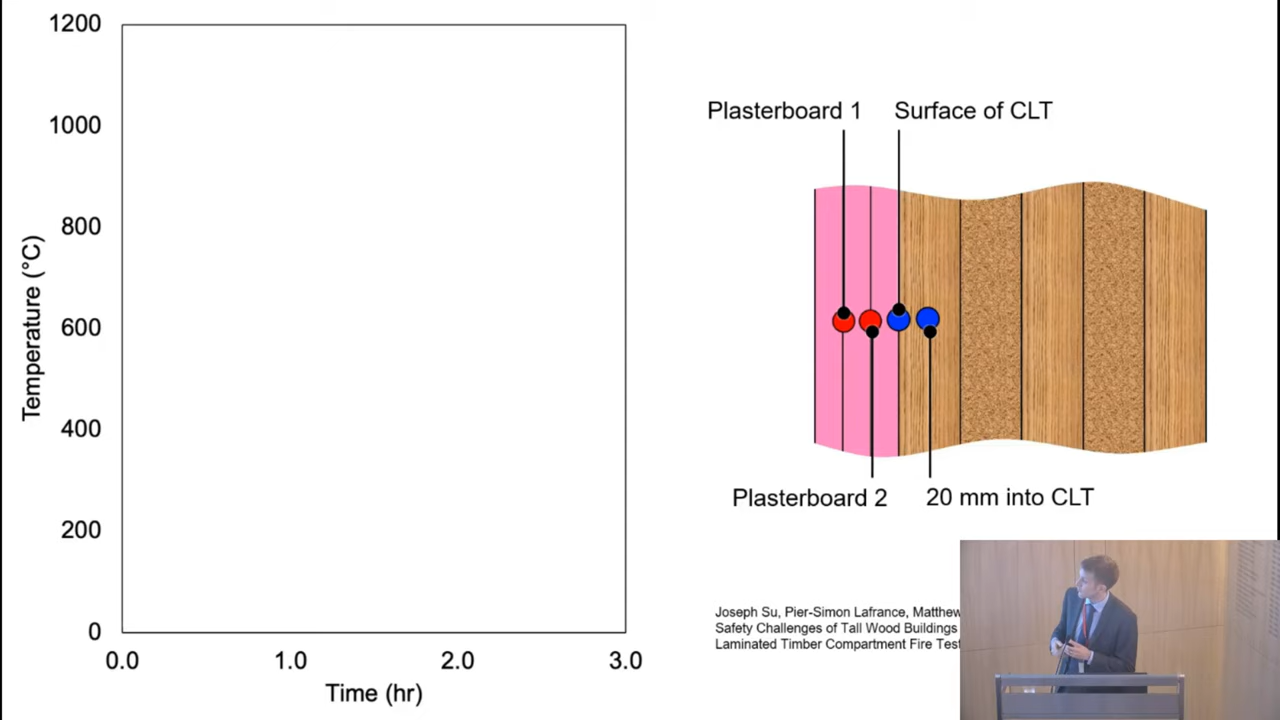 1200
1000
800
600
400
200
0
Temperature (°C)
0.0 1.0 2.0 3.0
Time (hr)
Plasterboard 1 Surface of CLT
Plasterboard 2 20 mm into CLT
Joseph Su, Pier-Simon Lafrance, Matthew
Safety Challenges of Tall Wood Buildings
Laminated Timber Compartment Fire